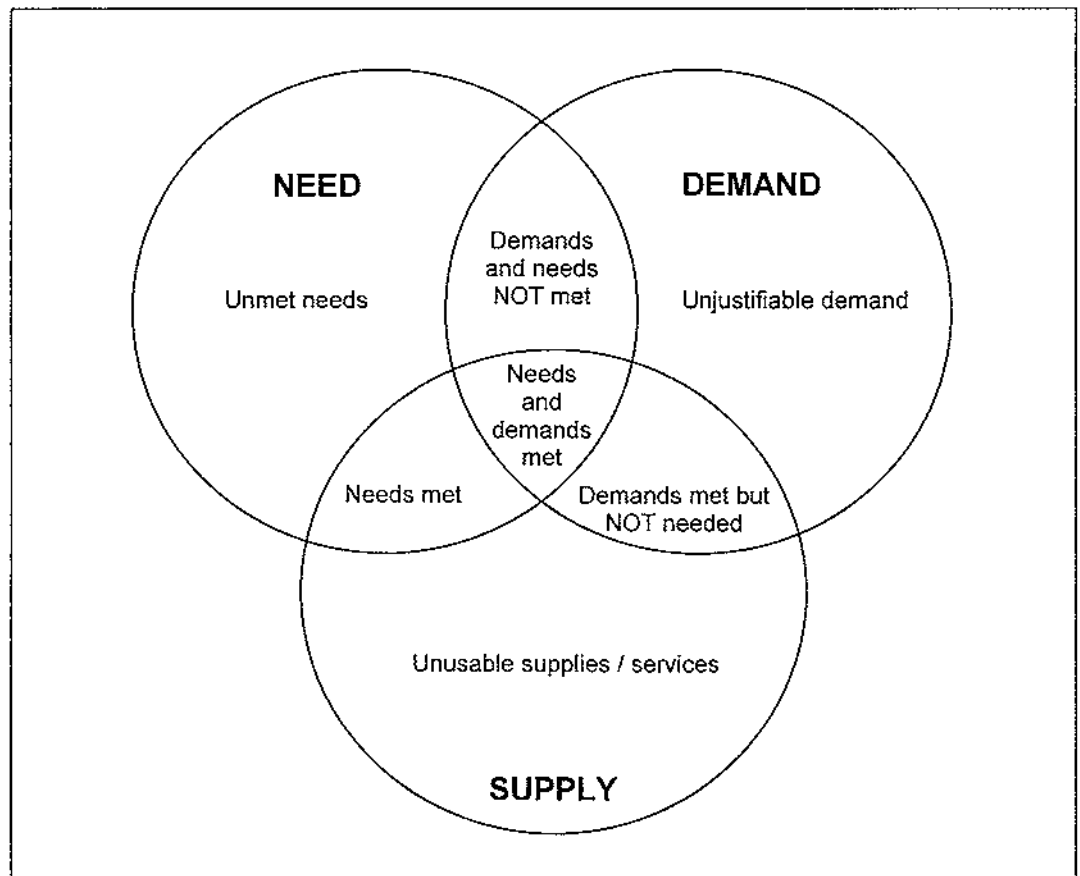 NEED
DEMAND
Demands
and needs
NOT met
Unmet needs
Unjustifiable demand
Needs
and
demands
met
Needs met
Demands met but
NOT needed
Unusable supplies / services
SUPPLY